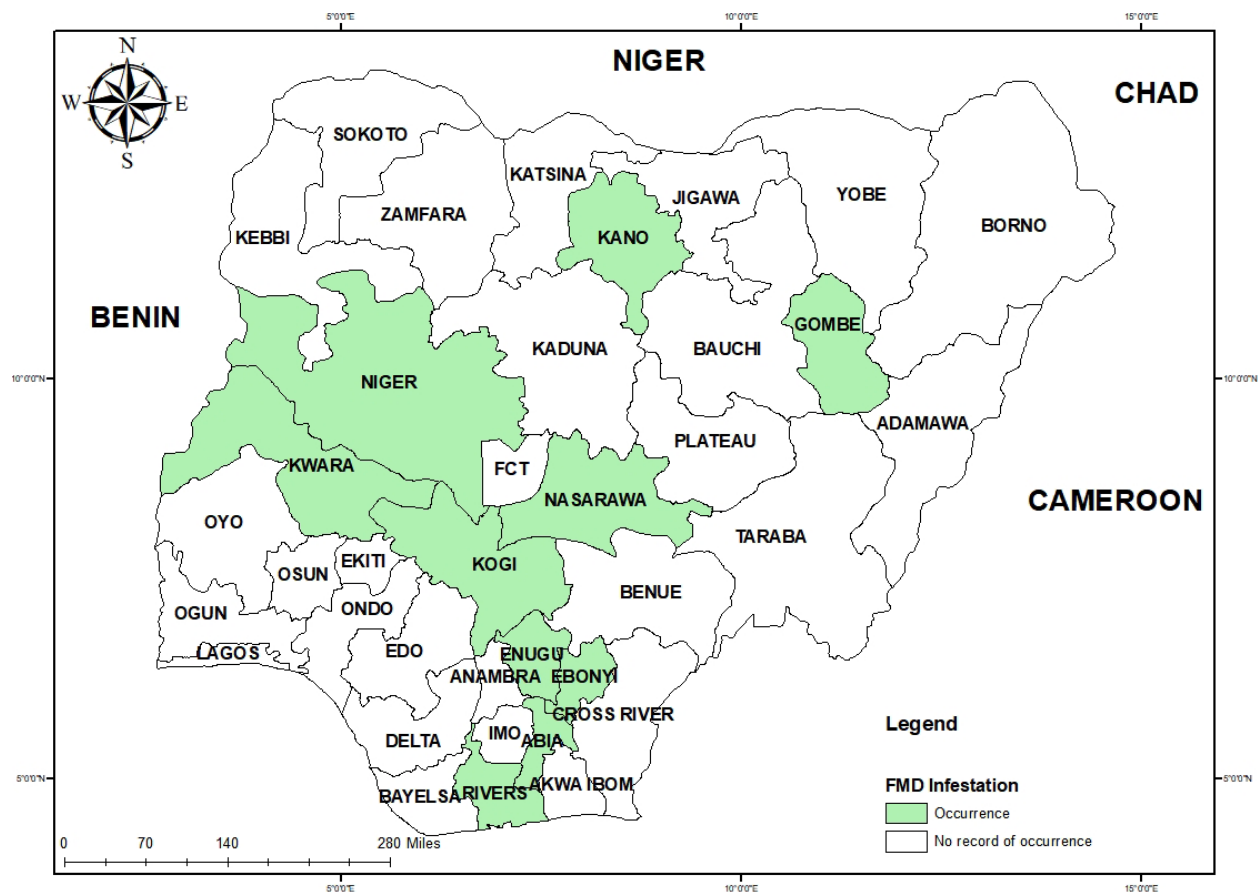 5°0'0"E
10°0'0"E
15°0'0"E
N
W
E
S
NIGER
CHAD
SOKOTO
KATSINA
JIGAWA
YOBE
ZAMFARA
BORNO
KEBBI
KANO
BENIN
GOMBE
KADUNA
BAUCHI
10°0'0"N
NIGER
10°0'0"N
ADAMAWA
PLATEAU
KWARA
FCT
NASARAWA
CAMEROON
OYO
TARABA
EKITI
KOGI
OSUN
BENUE
OGUN
ONDO
LAGOS
EDO
ENUGU
ANAMBRA
EBONYI
CROSS RIVER
Legend
IMO
ABIA
DELTA
5°0'0"N
5°0'0"N
AKWA IBOM
FMD Infestation
BAYELSA
RIVERS
Occurrence
No record of occurrence
0 70 140 280 Miles
5°0'0"E
10°0'0"E
15°0'0"E